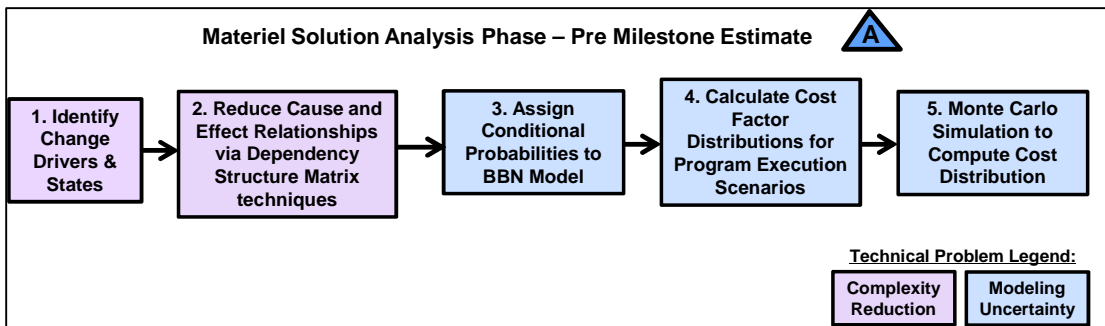 Materiel Solution Analysis Phase – Pre Milestone Estimate
A
1. Identify
Change
Drivers &
States
2. Reduce Cause and
Effect Relationships
via Dependency
Structure Matrix
techniques
3. Assign
Conditional
Probabilities to
BBN Model
4. Calculate Cost
Factor
Distributions for
Program Execution
Scenarios
5. Monte Carlo
Simulation to
Compute Cost
Distribution
Technical Problem Legend:
Complexity
Reduction
Modeling
Uncertainty